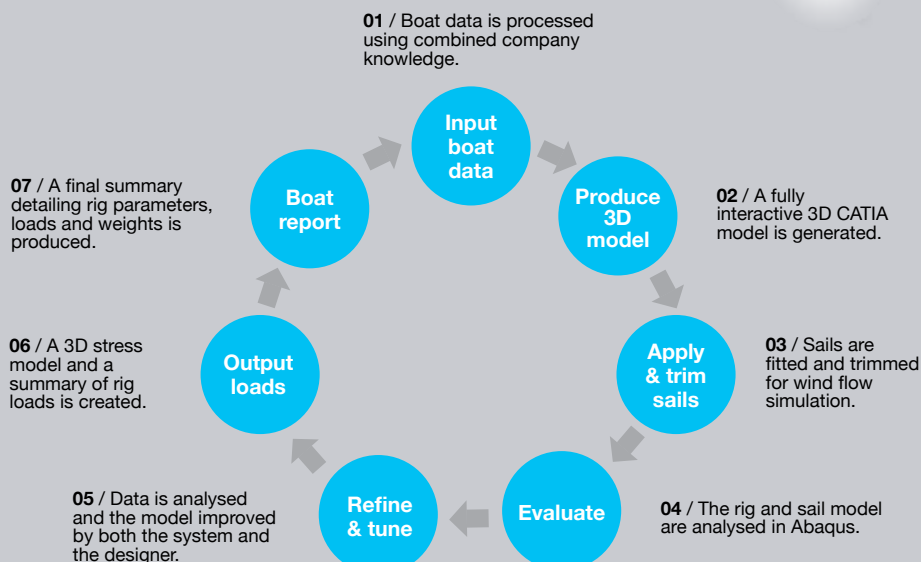 01 / Boat data is processed
using combined company
knowledge.
Input
boat
data
02 / A fully
interactive 3D CATIA
model is generated.
Produce
3D
model
03 / Sails are
fitted and trimmed
for wind flow
simulation.
Apply
& trim
sails
04 / The rig and sail model
are analysed in Abaqus.
Evaluate
05 / Data is analysed
and the model improved
by both the system and
the designer.
Refine
& tune
06 / A 3D stress
model and a
summary of rig
loads is created.
Output
loads
07 / A final summary
detailing rig parameters,
loads and weights is
produced.
Boat
report